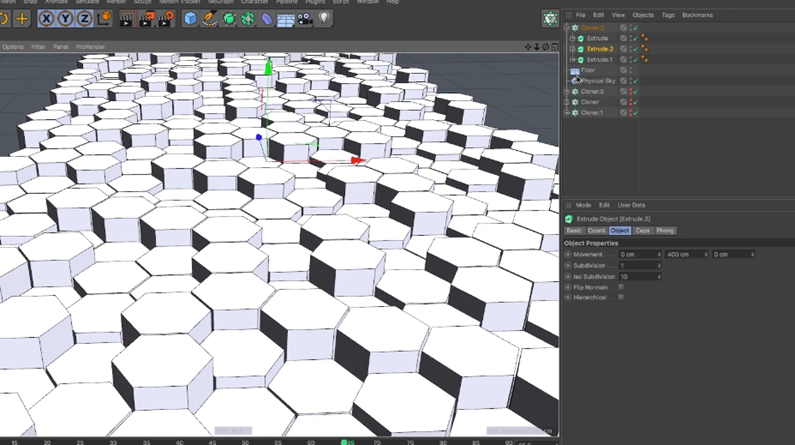 Mesh Snap Animate Simulate Render Sculpt Motion Tracker MoGraph Character Pipeline Plugins Script Window Help
X Y Z
Options Filter Panel ProRender
File Edit View Objects Tags Bookmarks
Extrude
Extrude.2
Extrude.1
Floor
Physical Sky
Cloner.5
Cloner
Cloner.1
Mode Edit User Data
Extrude Object [Extrude.2]
Basic Coord. Object Caps Phong
Object Properties
Movement 0 cm 400 cm 0 cm
Subdivision 1
Iso Subdivision 10
Flip Normals
Hierarchical
15 20 25 30 35 40 45 50 55 60 65 70 75 80 85 90